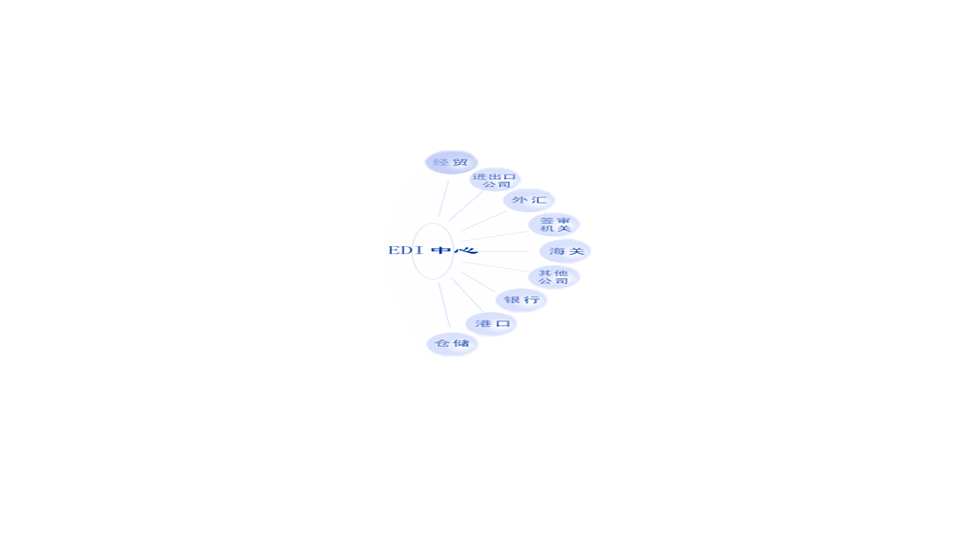 经贸
进出口
公司
外汇
签审
机关
EDI 中心
海关
其他
公司
银行
港口
仓储